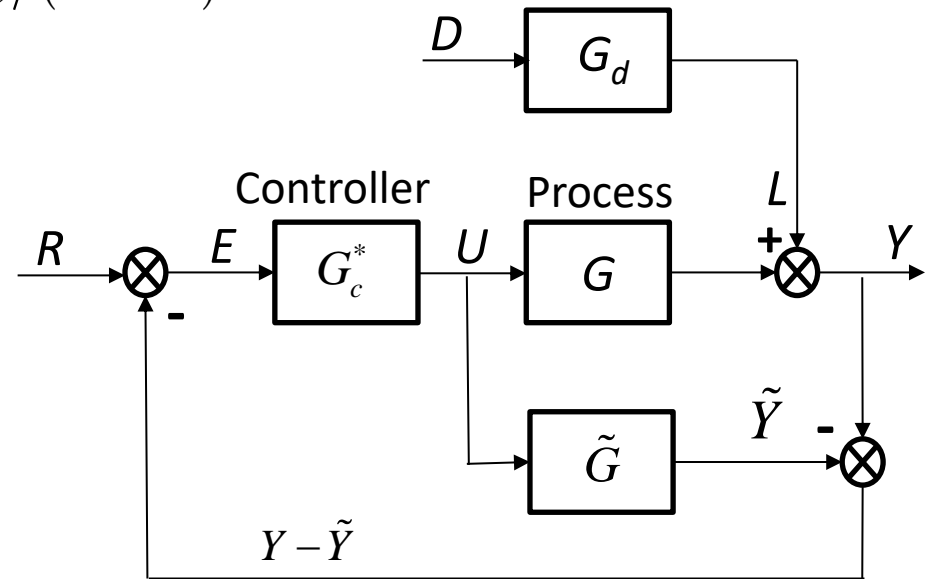 D
G_d
Controller
Process
L
R
E
G_c^*
U
G
+
Y
-
Ỹ
-
G̃
Y − Ỹ